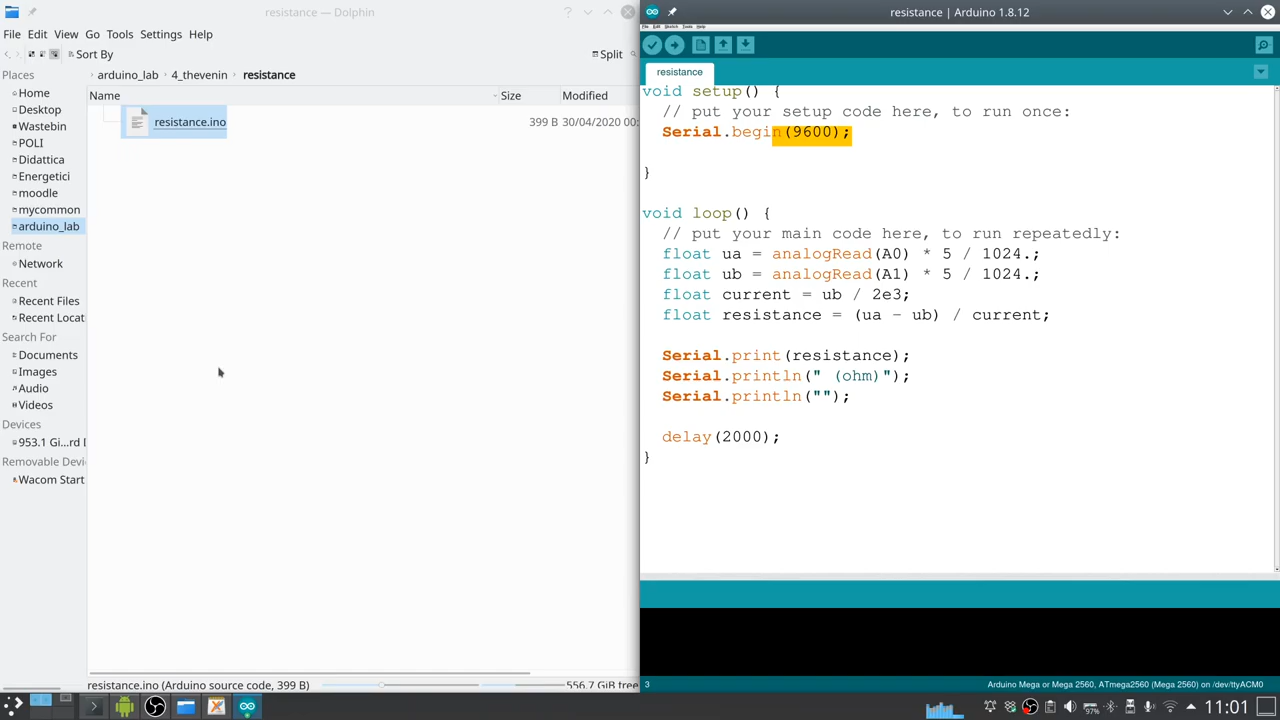 resistance — Dolphin
File Edit View Go Tools Settings Help
Sort By
Split
Places
arduino_lab
4_thevenin
resistance
Home
Desktop
Wastebin
POLI
Didattica
Energetici
moodle
mycommon
arduino_lab
Remote
Network
Recent
Recent Files
Recent Locat
Search For
Documents
Images
Audio
Videos
Devices
953.1 Gi...rd I
Removable Devi
Wacom Start
Name Size Modified
resistance.ino 399 B 30/04/2020 00:
resistance.ino (Arduino source code, 399 B) 556.7 GiB free
resistance | Arduino 1.8.12
File Edit Sketch Tools Help
resistance
void setup() {
// put your setup code here, to run once:
Serial.begin(9600);
}
void loop() {
// put your main code here, to run repeatedly:
float ua = analogRead(A0) * 5 / 1024.;
float ub = analogRead(A1) * 5 / 1024.;
float current = ub / 2e3;
float resistance = (ua - ub) / current;
Serial.print(resistance);
Serial.println(" (ohm)");
Serial.println("");
delay(2000);
}
3 Arduino Mega or Mega 2560, ATmega2560 (Mega 2560) on /dev/ttyACM0
97%
11:01